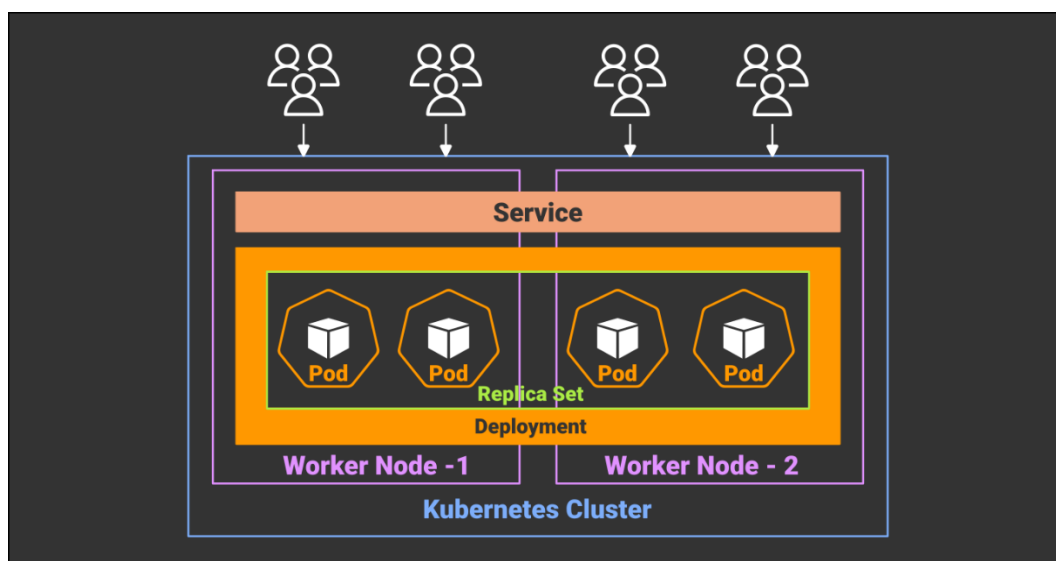 Service
Pod
Pod
Pod
Pod
Replica Set
Deployment
Worker Node -1
Worker Node - 2
Kubernetes Cluster